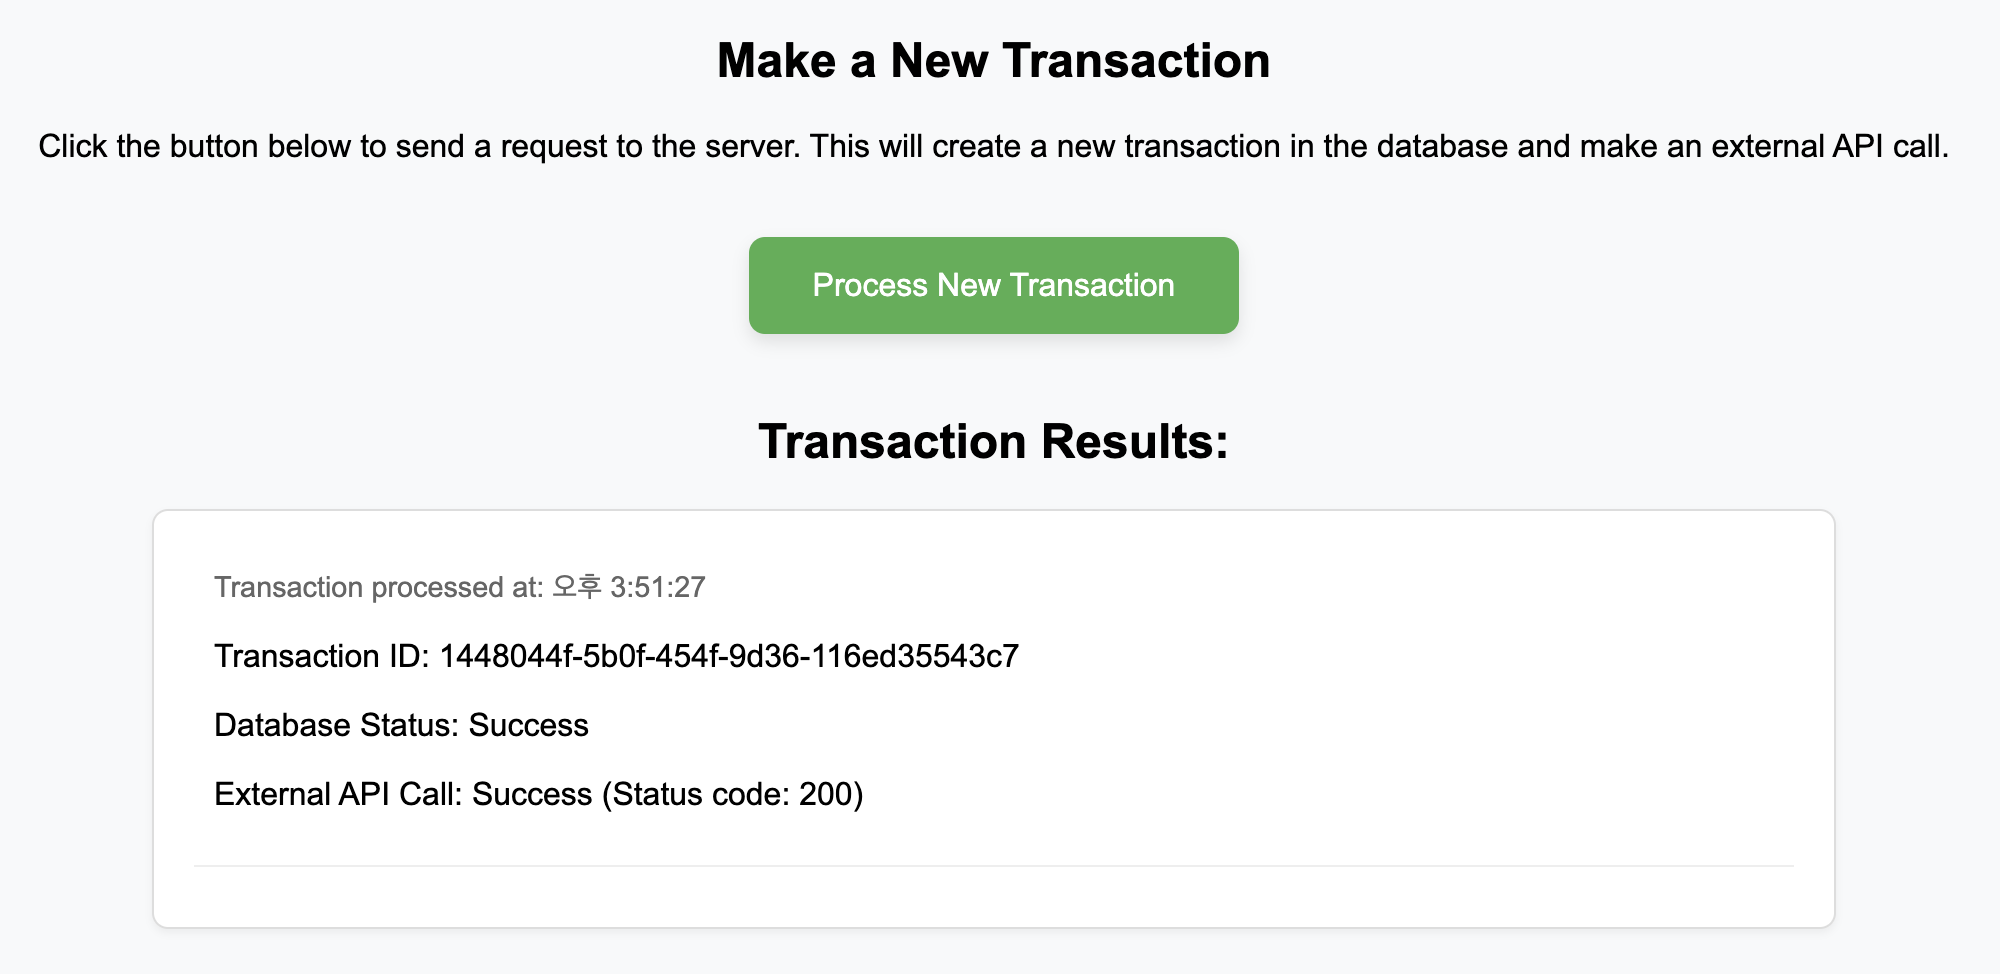 Make a New Transaction
Click the button below to send a request to the server. This will create a new transaction in the database and make an external API call.
Process New Transaction
Transaction Results:
Transaction processed at: 오후 3:51:27
Transaction ID: 1448044f-5b0f-454f-9d36-116ed35543c7
Database Status: Success
External API Call: Success (Status code: 200)